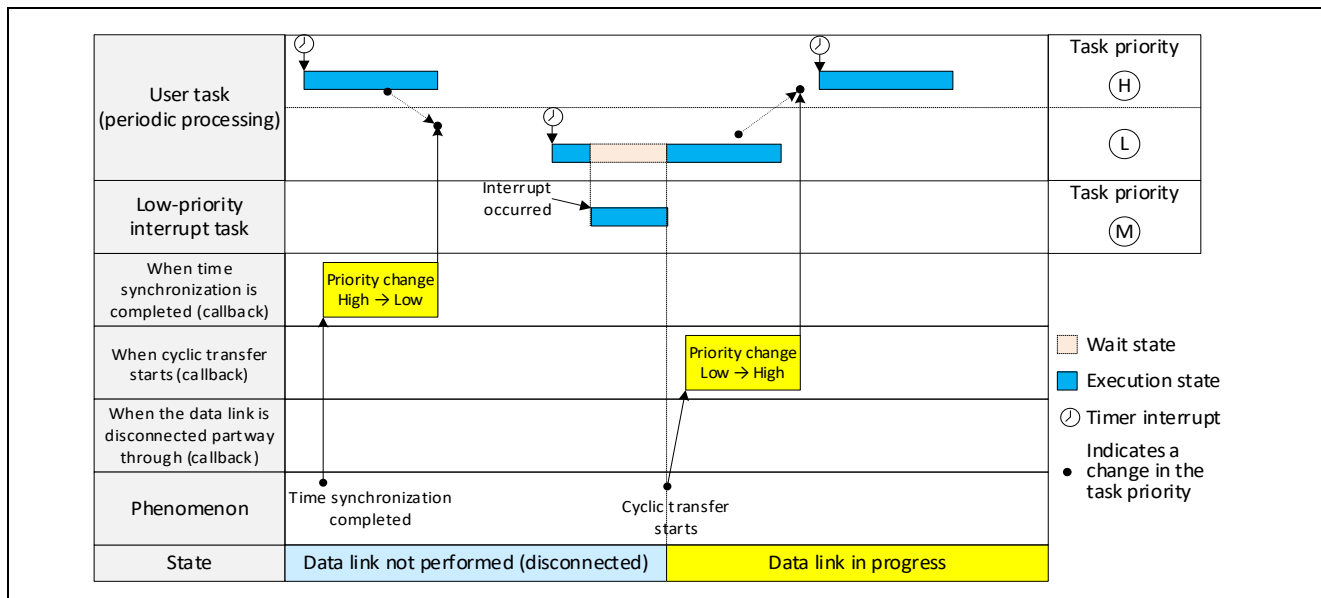 User task
(periodic processing)
Task priority
H
L
Low-priority
interrupt task
Interrupt
occurred
Task priority
M
When time
synchronization is
completed (callback)
Priority change
High → Low
When cyclic transfer
starts (callback)
Priority change
Low → High
When the data link is
disconnected partway
through (callback)
Phenomenon
Time synchronization
completed
Cyclic transfer
starts
State
Data link not performed (disconnected)
Data link in progress
Wait state
Execution state
Timer interrupt
Indicates a
change in the
task priority